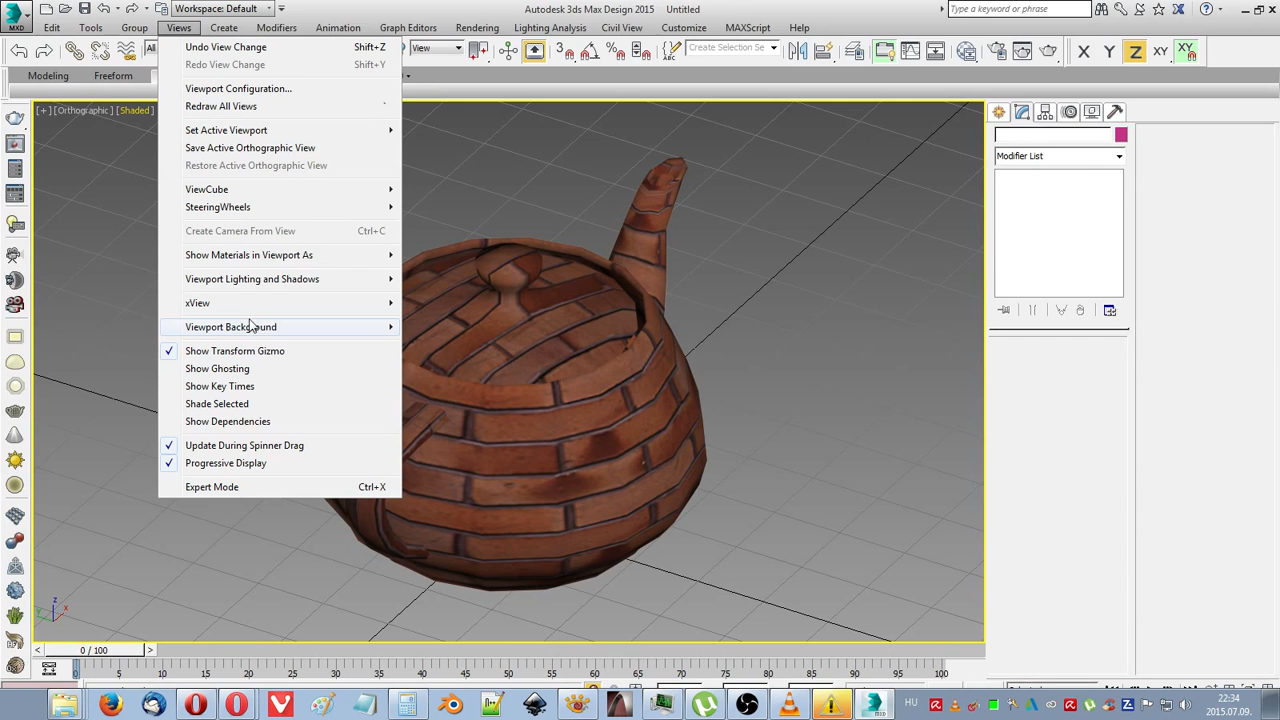 Workspace: Default
Autodesk 3ds Max Design 2015 Untitled
Type a keyword or phrase
MXD
Edit Tools Group Views Create Modifiers Animation Graph Editors Rendering Lighting Analysis Civil View Customize MAXScript Help
All
View
3
Create Selection Se
X Y Z XY XY
Modeling Freeform
[+] [Orthographic] [Shaded]
Undo View Change Shift+Z
Redo View Change Shift+Y
Viewport Configuration...
Redraw All Views `
Set Active Viewport
Save Active Orthographic View
Restore Active Orthographic View
ViewCube
SteeringWheels
Create Camera From View Ctrl+C
Show Materials in Viewport As
Viewport Lighting and Shadows
xView
Viewport Background
Show Transform Gizmo
Show Ghosting
Show Key Times
Shade Selected
Show Dependencies
Update During Spinner Drag
Progressive Display
Expert Mode Ctrl+X
Modifier List
z
x
y
< 0 / 100 >
5 10 15 20 25 30 35 40 45 50 55 60 65 70 75 80 85 90 95 100
MXD
HU
22:34
2015.07.09.